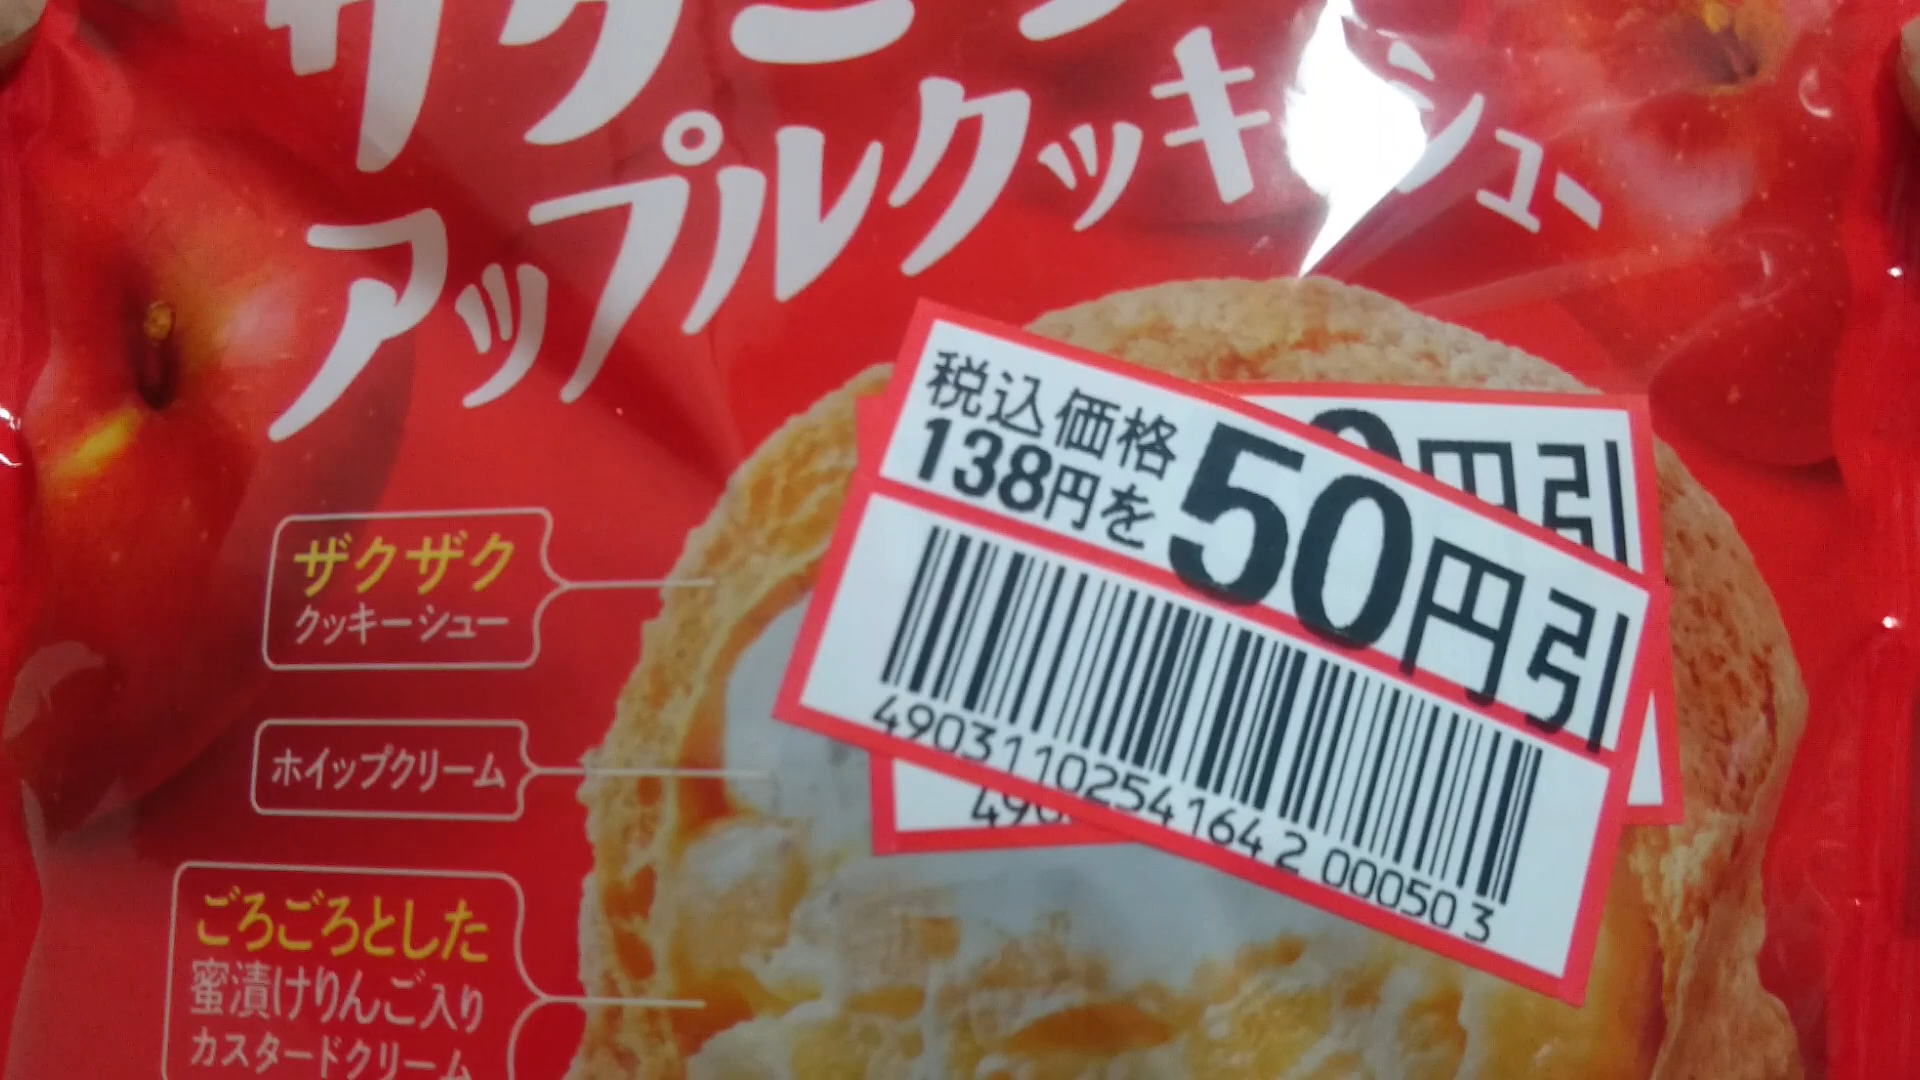 アップルクッキーシュー
税込価格
138円を
50円引
円引
ザクザク
クッキーシュー
4903110254164 2 00050 3
490
ホイップクリーム
ごろごろとした
蜜漬けりんご入り
カスタードクリーム